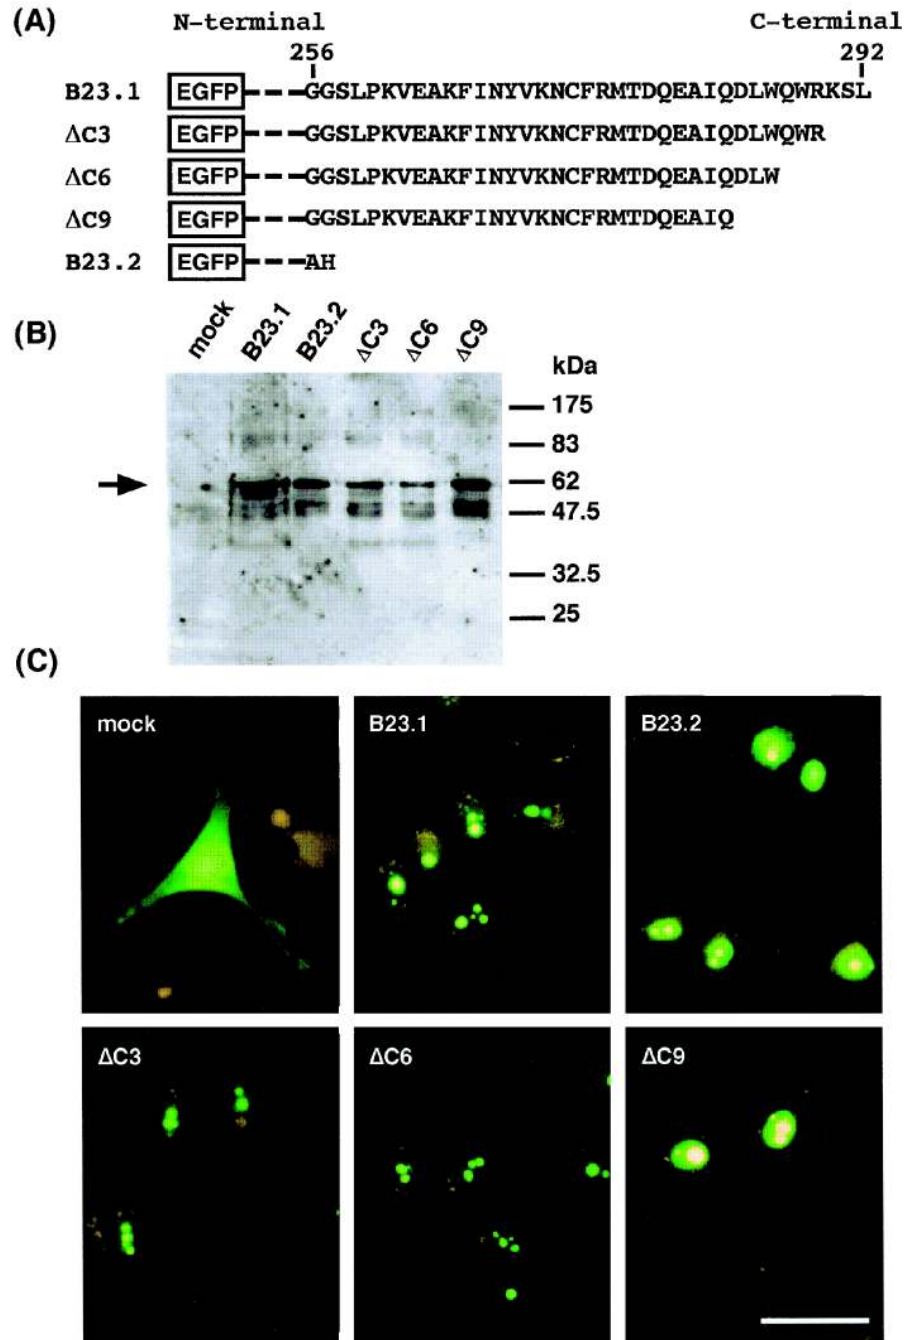 (A)
N-terminal C-terminal
256 292
B23.1 EGFP GGSLPKVEAKFINYVKNCFRMTDQEAIQDLWQWRKSL
ΔC3 EGFP GGSLPKVEAKFINYVKNCFRMTDQEAIQDLWQWR
ΔC6 EGFP GGSLPKVEAKFINYVKNCFRMTDQEAIQDLW
ΔC9 EGFP GGSLPKVEAKFINYVKNCFRMTDQEAIQ
B23.2 EGFP AH
(B)
mock B23.1 B23.2 ΔC3 ΔC6 ΔC9
kDa
175
83
62
47.5
32.5
25
(C)
mock B23.1 B23.2
ΔC3 ΔC6 ΔC9